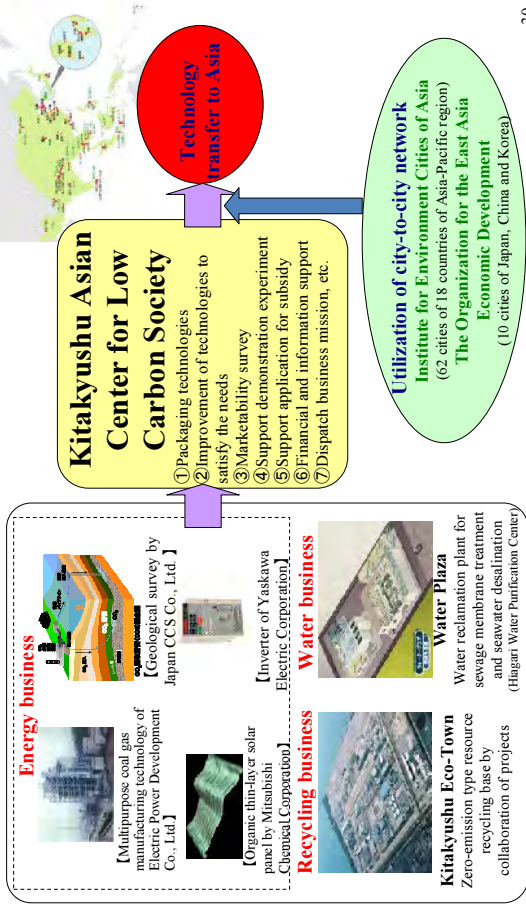 Energy business
【Multipurpose coal gas
manufacturing technology of
Electric Power Development
Co., Ltd.】
【Geological survey by
Japan CCS Co., Ltd. 】
【Organic thin-layer solar
panel by Mitsubishi
Chemical Corporation】
【Inverter of Yaskawa
Electric Corporation】
Recycling business
Kitakyushu Eco-Town
Zero-emission type resource
recycling base by
collaboration of projects
Water business
Water Plaza
Water reclamation plant for
sewage membrane treatment
and seawater desalination
(Hiagari Water Purification Center)
Kitakyushu Asian
Center for Low
Carbon Society
①Packaging technologies
②Improvement of technologies to
satisfy the needs
③Marketability survey
④Support demonstration experiment
⑤Support application for subsidy
⑥Financial and information support
⑦Dispatch business mission, etc.
Technology
transfer to Asia
Utilization of city-to-city network
Institute for Environment Cities of Asia
(62 cities of 18 countries of Asia-Pacific region)
The Organization for the East Asia
Economic Development
(10 cities of Japan, China and Korea)